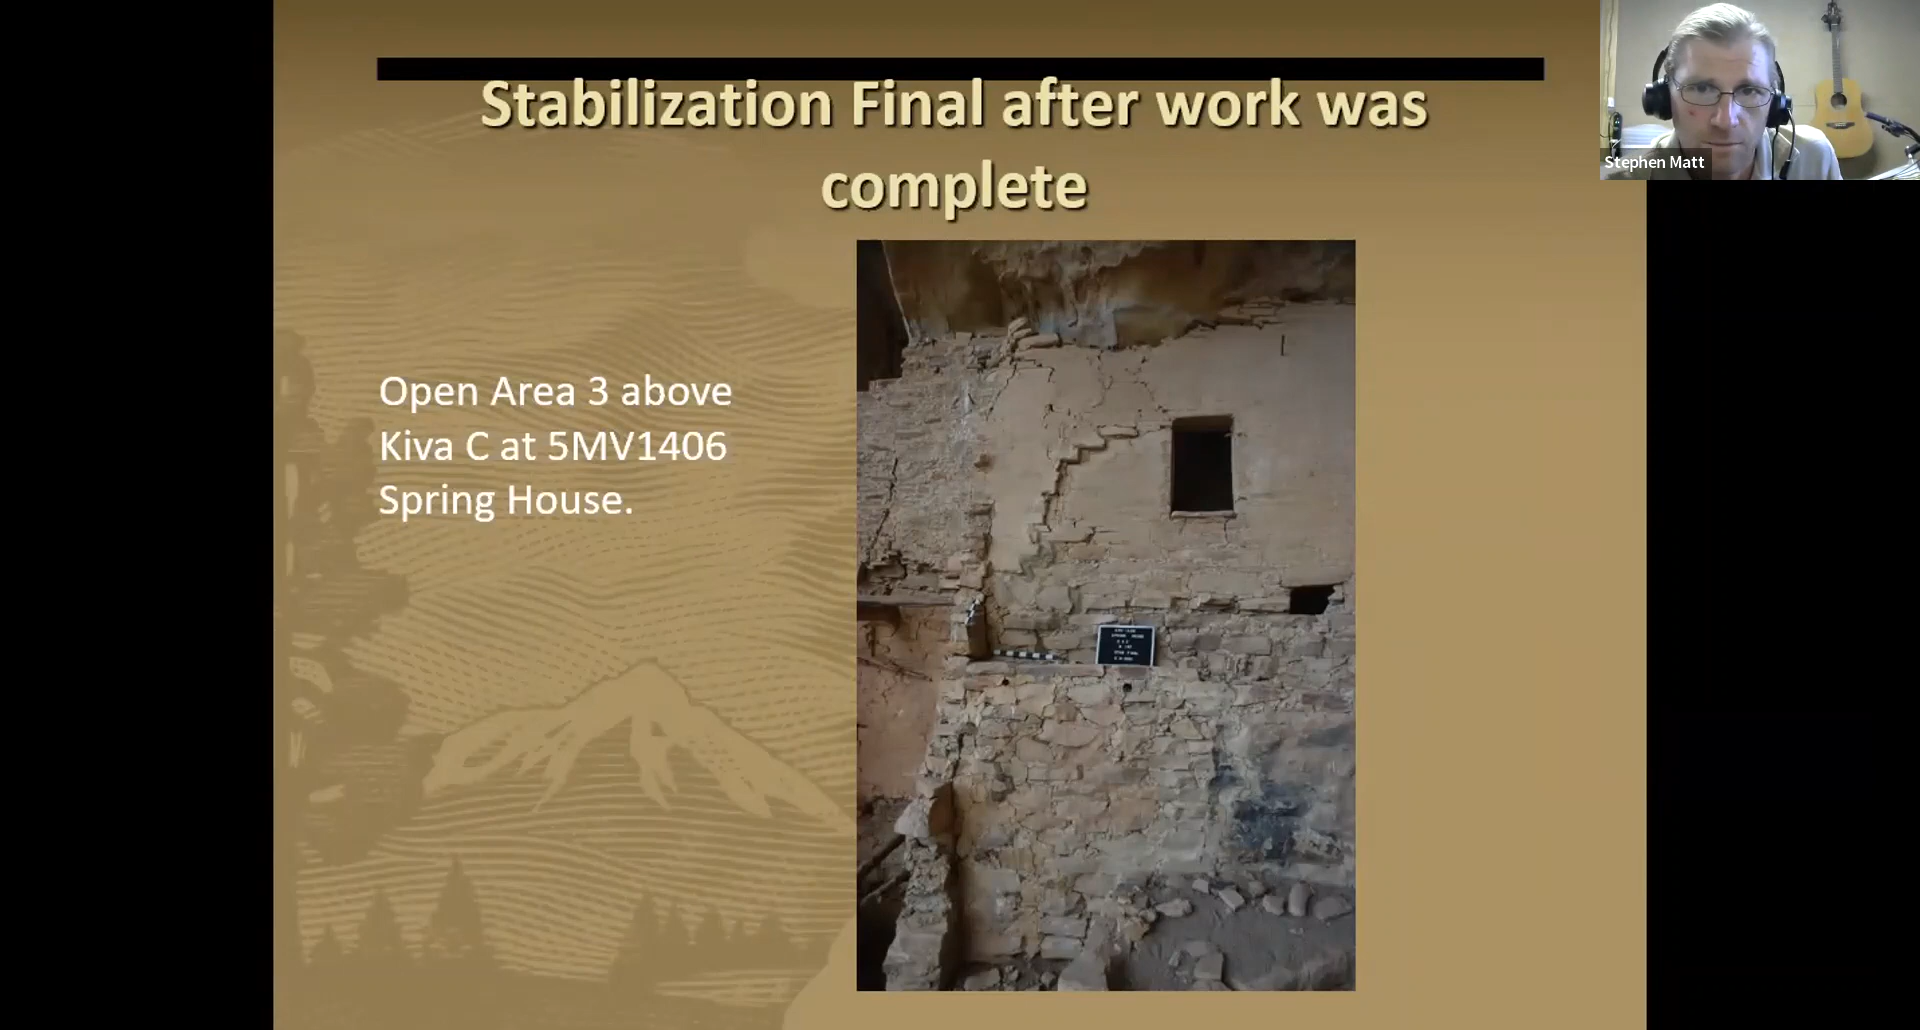 Stabilization Final after work was
complete
Stephen Matt
Open Area 3 above
Kiva C at 5MV1406
Spring House.